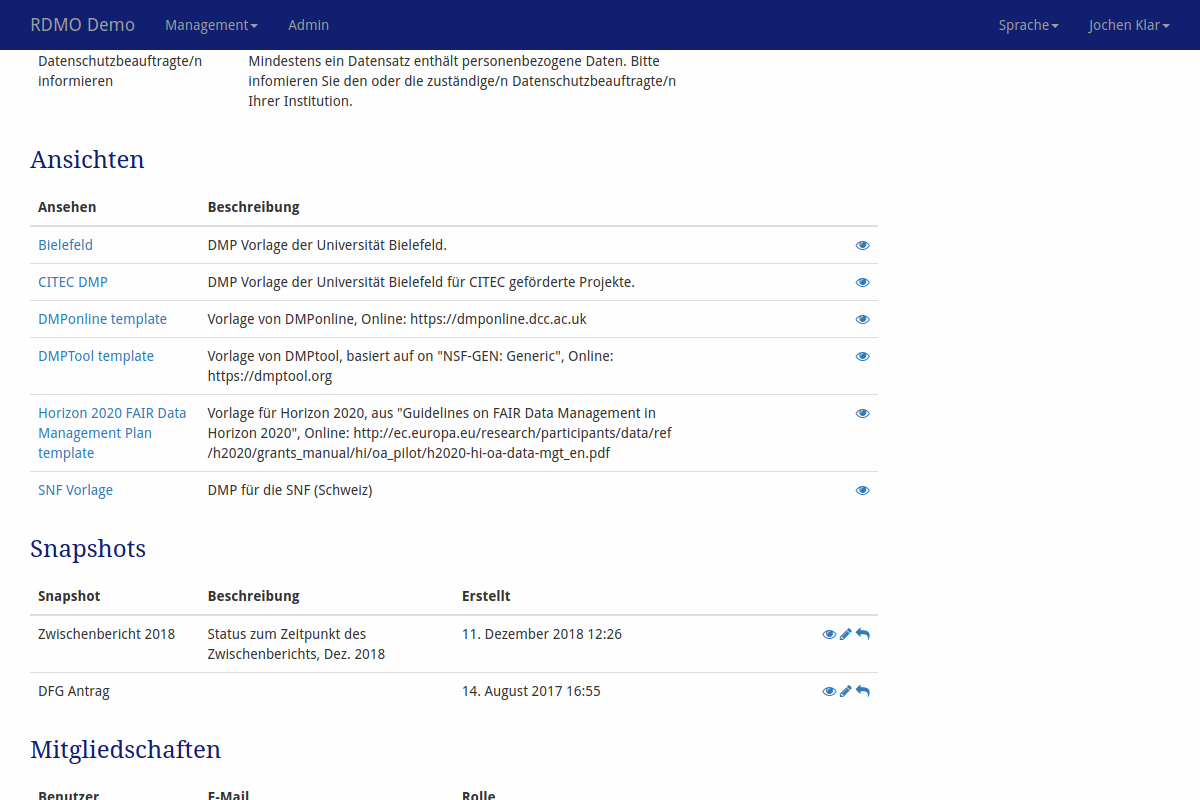 RDMO Demo Management Admin Sprache Jochen Klar
Datenschutzbeauftragte/n Mindestens ein Datensatz enthält personenbezogene Daten. Bitte
informieren infomieren Sie den oder die zuständige/n Datenschutzbeauftragte/n
Ihrer Institution.
Ansichten
Ansehen Beschreibung
Bielefeld DMP Vorlage der Universität Bielefeld.
CITEC DMP DMP Vorlage der Universität Bielefeld für CITEC geförderte Projekte.
DMPonline template Vorlage von DMPonline, Online: https://dmponline.dcc.ac.uk
DMPTool template Vorlage von DMPtool, basiert auf on "NSF-GEN: Generic", Online:
https://dmptool.org
Horizon 2020 FAIR Data Vorlage für Horizon 2020, aus "Guidelines on FAIR Data Management in
Management Plan Horizon 2020", Online: http://ec.europa.eu/research/participants/data/ref
template /h2020/grants_manual/hi/oa_pilot/h2020-hi-oa-data-mgt_en.pdf
SNF Vorlage DMP für die SNF (Schweiz)
Snapshots
Snapshot Beschreibung Erstellt
Zwischenbericht 2018 Status zum Zeitpunkt des 11. Dezember 2018 12:26
Zwischenberichts, Dez. 2018
DFG Antrag 14. August 2017 16:55
Mitgliedschaften
Benutzer E-Mail Rolle